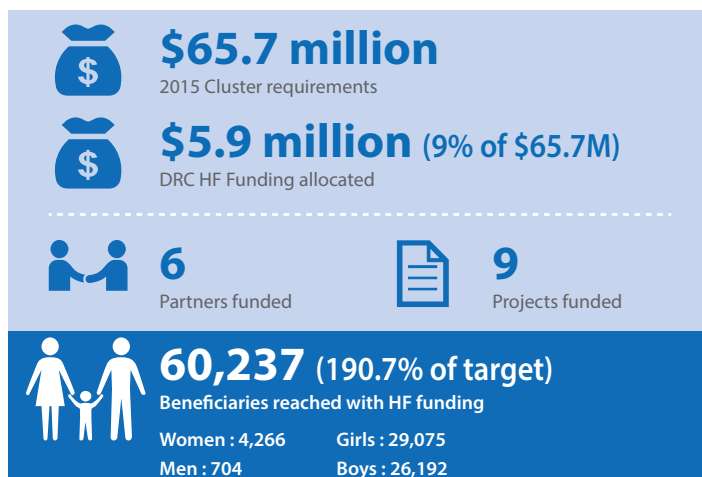 $
$65.7 million
2015 Cluster requirements
$
$5.9 million (9% of $65.7M)
DRC HF Funding allocated
6
Partners funded
9
Projects funded
60,237 (190.7% of target)
Beneficiaries reached with HF funding
Women : 4,266 Girls : 29,075
Men : 704 Boys : 26,192